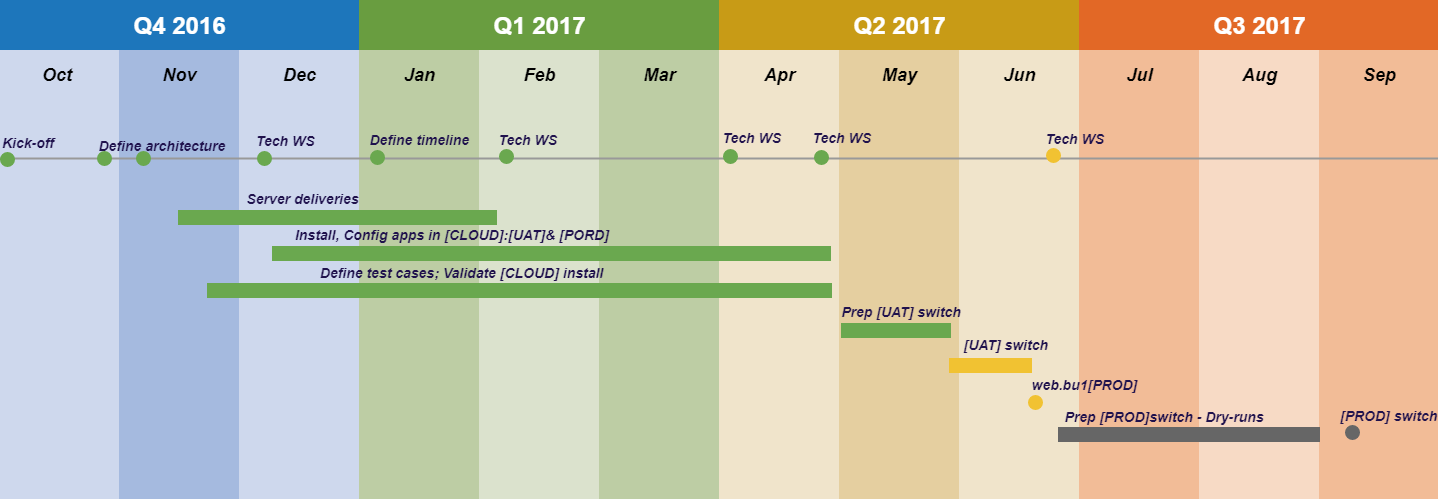 Q4 2016 Q1 2017 Q2 2017 Q3 2017
Oct Nov Dec Jan Feb Mar Apr May Jun Jul Aug Sep
Kick-off Define architecture Tech WS Define timeline Tech WS Tech WS Tech WS Tech WS
Server deliveries
Install, Config apps in [CLOUD]:[UAT]& [PORD]
Define test cases; Validate [CLOUD] install
Prep [UAT] switch
[UAT] switch
web.bu1[PROD]
Prep [PROD]switch - Dry-runs [PROD] switch